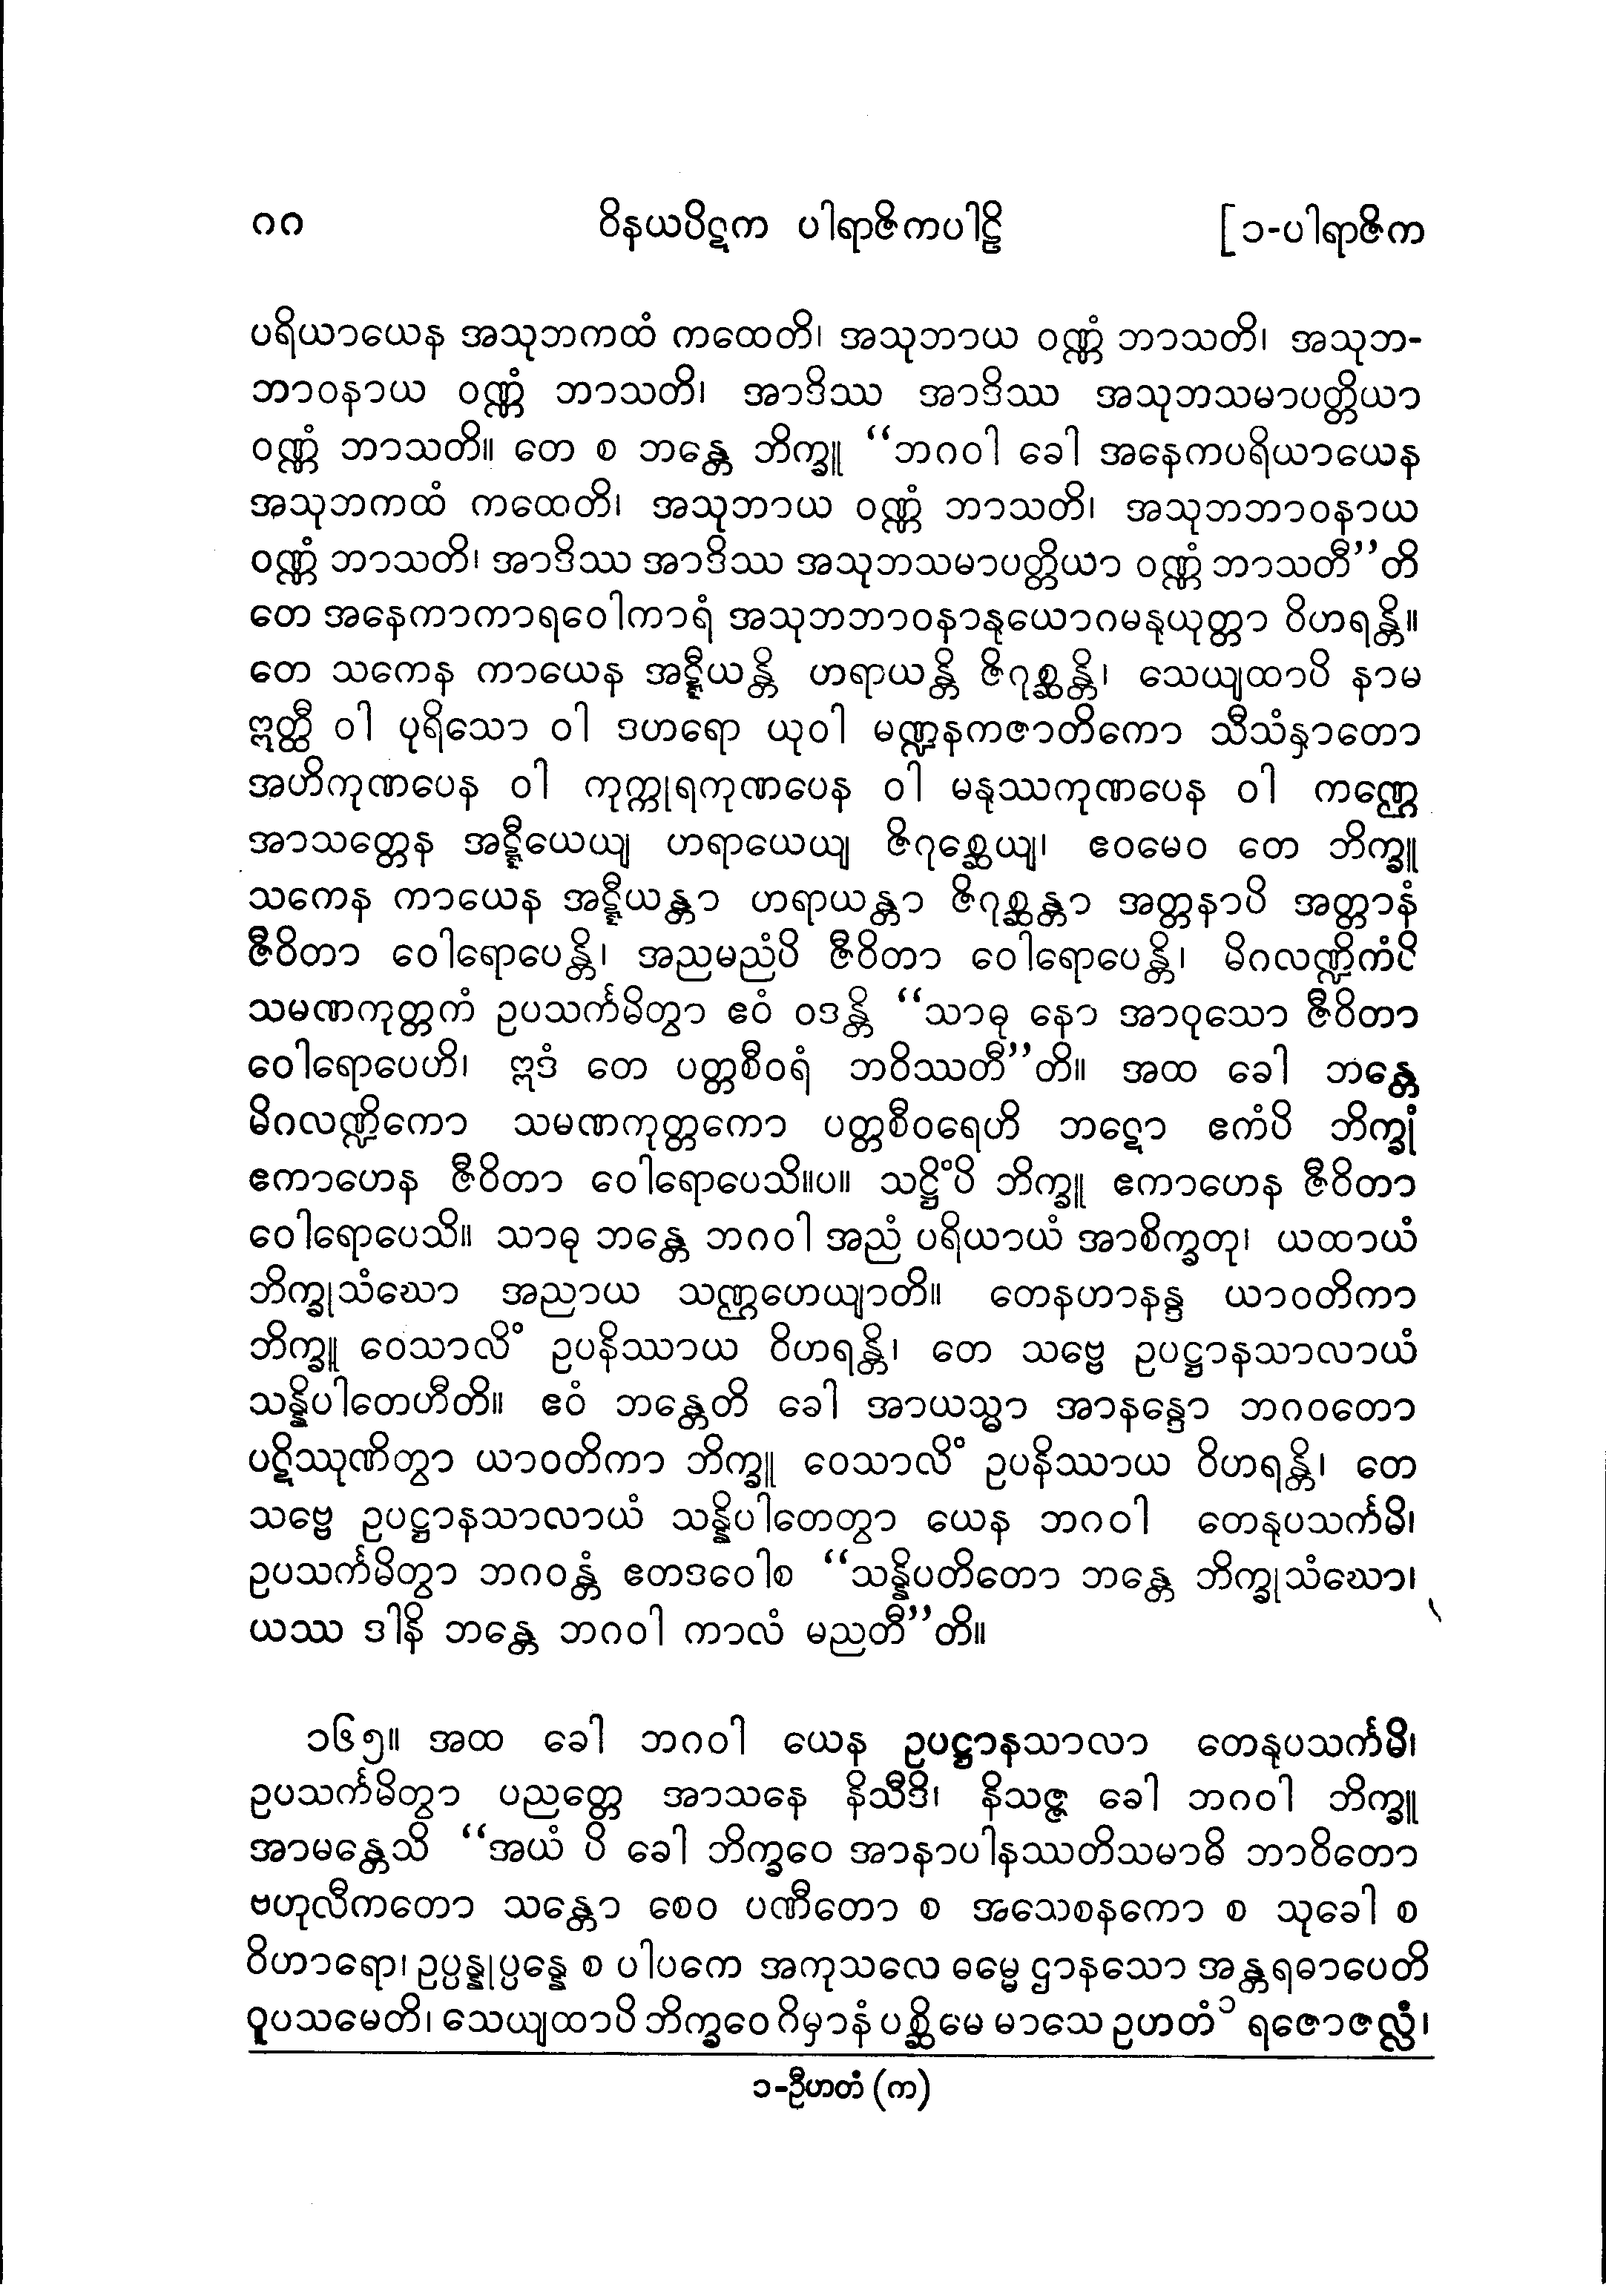 ၈၈ ဝိနယပိဋက ပါရာဇိကပါဠိ [၁-ပါရာဇိက
ပရိယာယေန အသုဘကထံ ကထေတိ၊ အသုဘာယ ဝဏ္ဏံ ဘာသတိ၊ အသုဘ-
ဘာဝနာယ ဝဏ္ဏံ ဘာသတိ၊ အာဒိဿ အာဒိဿ အသုဘသမာပတ္တိယာ
ဝဏ္ဏံ ဘာသတိ။ တေ စ ဘန္တေ ဘိက္ခူ “ဘဂဝါ ခေါ အနေကပရိယာယေန
အသုဘကထံ ကထေတိ၊ အသုဘာယ ဝဏ္ဏံ ဘာသတိ၊ အသုဘဘာဝနာယ
ဝဏ္ဏံ ဘာသတိ၊ အာဒိဿ အာဒိဿ အသုဘသမာပတ္တိယာ ဝဏ္ဏံ ဘာသတီ”တိ
တေ အနေကာကာရဝေါကာရံ အသုဘဘာဝနာနုယောဂမနုယုတ္တာ ဝိဟရန္တိ။
တေ သကေန ကာယေန အဋ္ဋီယန္တိ ဟရာယန္တိ ဇိဂုစ္ဆန္တိ၊ သေယျထာပိ နာမ
ဣတ္ထီ ဝါ ပုရိသော ဝါ ဒဟရော ယုဝါ မဏ္ဍနကဇာတိကော သီသံနှာတော
အဟိကုဏပေန ဝါ ကုက္ကုရကုဏပေန ဝါ မနုဿကုဏပေန ဝါ ကဏ္ဌေ
အာသတ္တေန အဋ္ဋီယေယျ ဟရာယေယျ ဇိဂုစ္ဆေယျ၊ ဧဝမေဝ တေ ဘိက္ခူ
သကေန ကာယေန အဋ္ဋီယန္တာ ဟရာယန္တာ ဇိဂုစ္ဆန္တာ အတ္တနာပိ အတ္တာနံ
ဇီဝိတာ ဝေါရောပေန္တိ၊ အညမညံပိ ဇီဝိတာ ဝေါရောပေန္တိ၊ မိဂလဏ္ဍိကံပိ
သမဏကုတ္တကံ ဥပသင်္ကမိတွာ ဧဝံ ဝဒန္တိ “သာဓု နော အာဝုသော ဇီဝိတာ
ဝေါရောပေဟိ၊ ဣဒံ တေ ပတ္တစီဝရံ ဘဝိဿတီ”တိ။ အထ ခေါ ဘန္တေ
မိဂလဏ္ဍိကော သမဏကုတ္တကော ပတ္တစီဝရေဟိ ဘဋော ဧကံပိ ဘိက္ခုံ
ဧကာဟေန ဇီဝိတာ ဝေါရောပေသိ။ပ။ သဋ္ဌိံပိ ဘိက္ခူ ဧကာဟေန ဇီဝိတာ
ဝေါရောပေသိ။ သာဓု ဘန္တေ ဘဂဝါ အညံ ပရိယာယံ အာစိက္ခတု၊ ယထာယံ
ဘိက္ခုသံဃော အညာယ သဏ္ဌဟေယျာတိ။ တေနဟာနန္ဒ ယာဝတိကာ
ဘိက္ခူ ဝေသာလိံ ဥပနိဿာယ ဝိဟရန္တိ၊ တေ သဗ္ဗေ ဥပဋ္ဌာနသာလာယံ
သန္နိပါတေဟီတိ။ ဧဝံ ဘန္တေတိ ခေါ အာယသ္မာ အာနန္ဒော ဘဂဝတော
ပဋိဿုဏိတွာ ယာဝတိကာ ဘိက္ခူ ဝေသာလိံ ဥပနိဿာယ ဝိဟရန္တိ၊ တေ
သဗ္ဗေ ဥပဋ္ဌာနသာလာယံ သန္နိပါတေတွာ ယေန ဘဂဝါ တေနုပသင်္ကမိ၊
ဥပသင်္ကမိတွာ ဘဂဝန္တံ ဧတဒဝေါစ “သန္နိပတိတော ဘန္တေ ဘိက္ခုသံဃော၊
ယဿ ဒါနိ ဘန္တေ ဘဂဝါ ကာလံ မညတီ”တိ။
၁၆၅။ အထ ခေါ ဘဂဝါ ယေန ဥပဋ္ဌာနသာလာ တေနုပသင်္ကမိ၊
ဥပသင်္ကမိတွာ ပညတ္တေ အာသနေ နိသီဒိ၊ နိသဇ္ဇ ခေါ ဘဂဝါ ဘိက္ခူ
အာမန္တေသိ “အယံ ပိ ခေါ ဘိက္ခဝေ အာနာပါနဿတိသမာဓိ ဘာဝိတော
ဗဟုလီကတော သန္တော စေဝ ပဏီတော စ အသေစနကော စ သုခေါ စ
ဝိဟာရော၊ ဥပ္ပန္နုပ္ပန္နေ စ ပါပကေ အကုသလေ ဓမ္မေ ဌာနသော အန္တရဓာပေတိ
ဝူပသမေတိ၊ သေယျထာပိ ဘိက္ခဝေ ဂိမှာနံ ပစ္ဆိမေ မာသေ ဥဟတံ ၁ ရဇောဇလ္လံ၊
၁-ဦဟတံ (က)